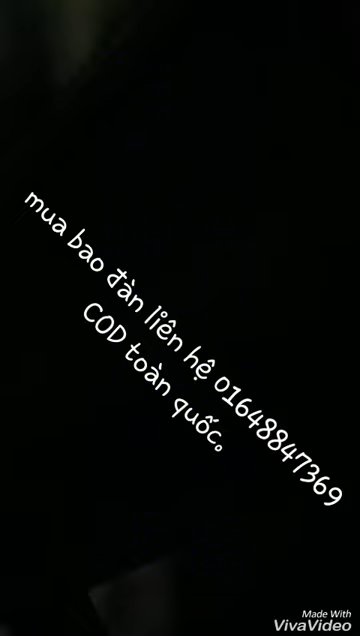 mua bao đàn liên hệ 01648847369
COD toàn quốc.
Made With
VivaVideo